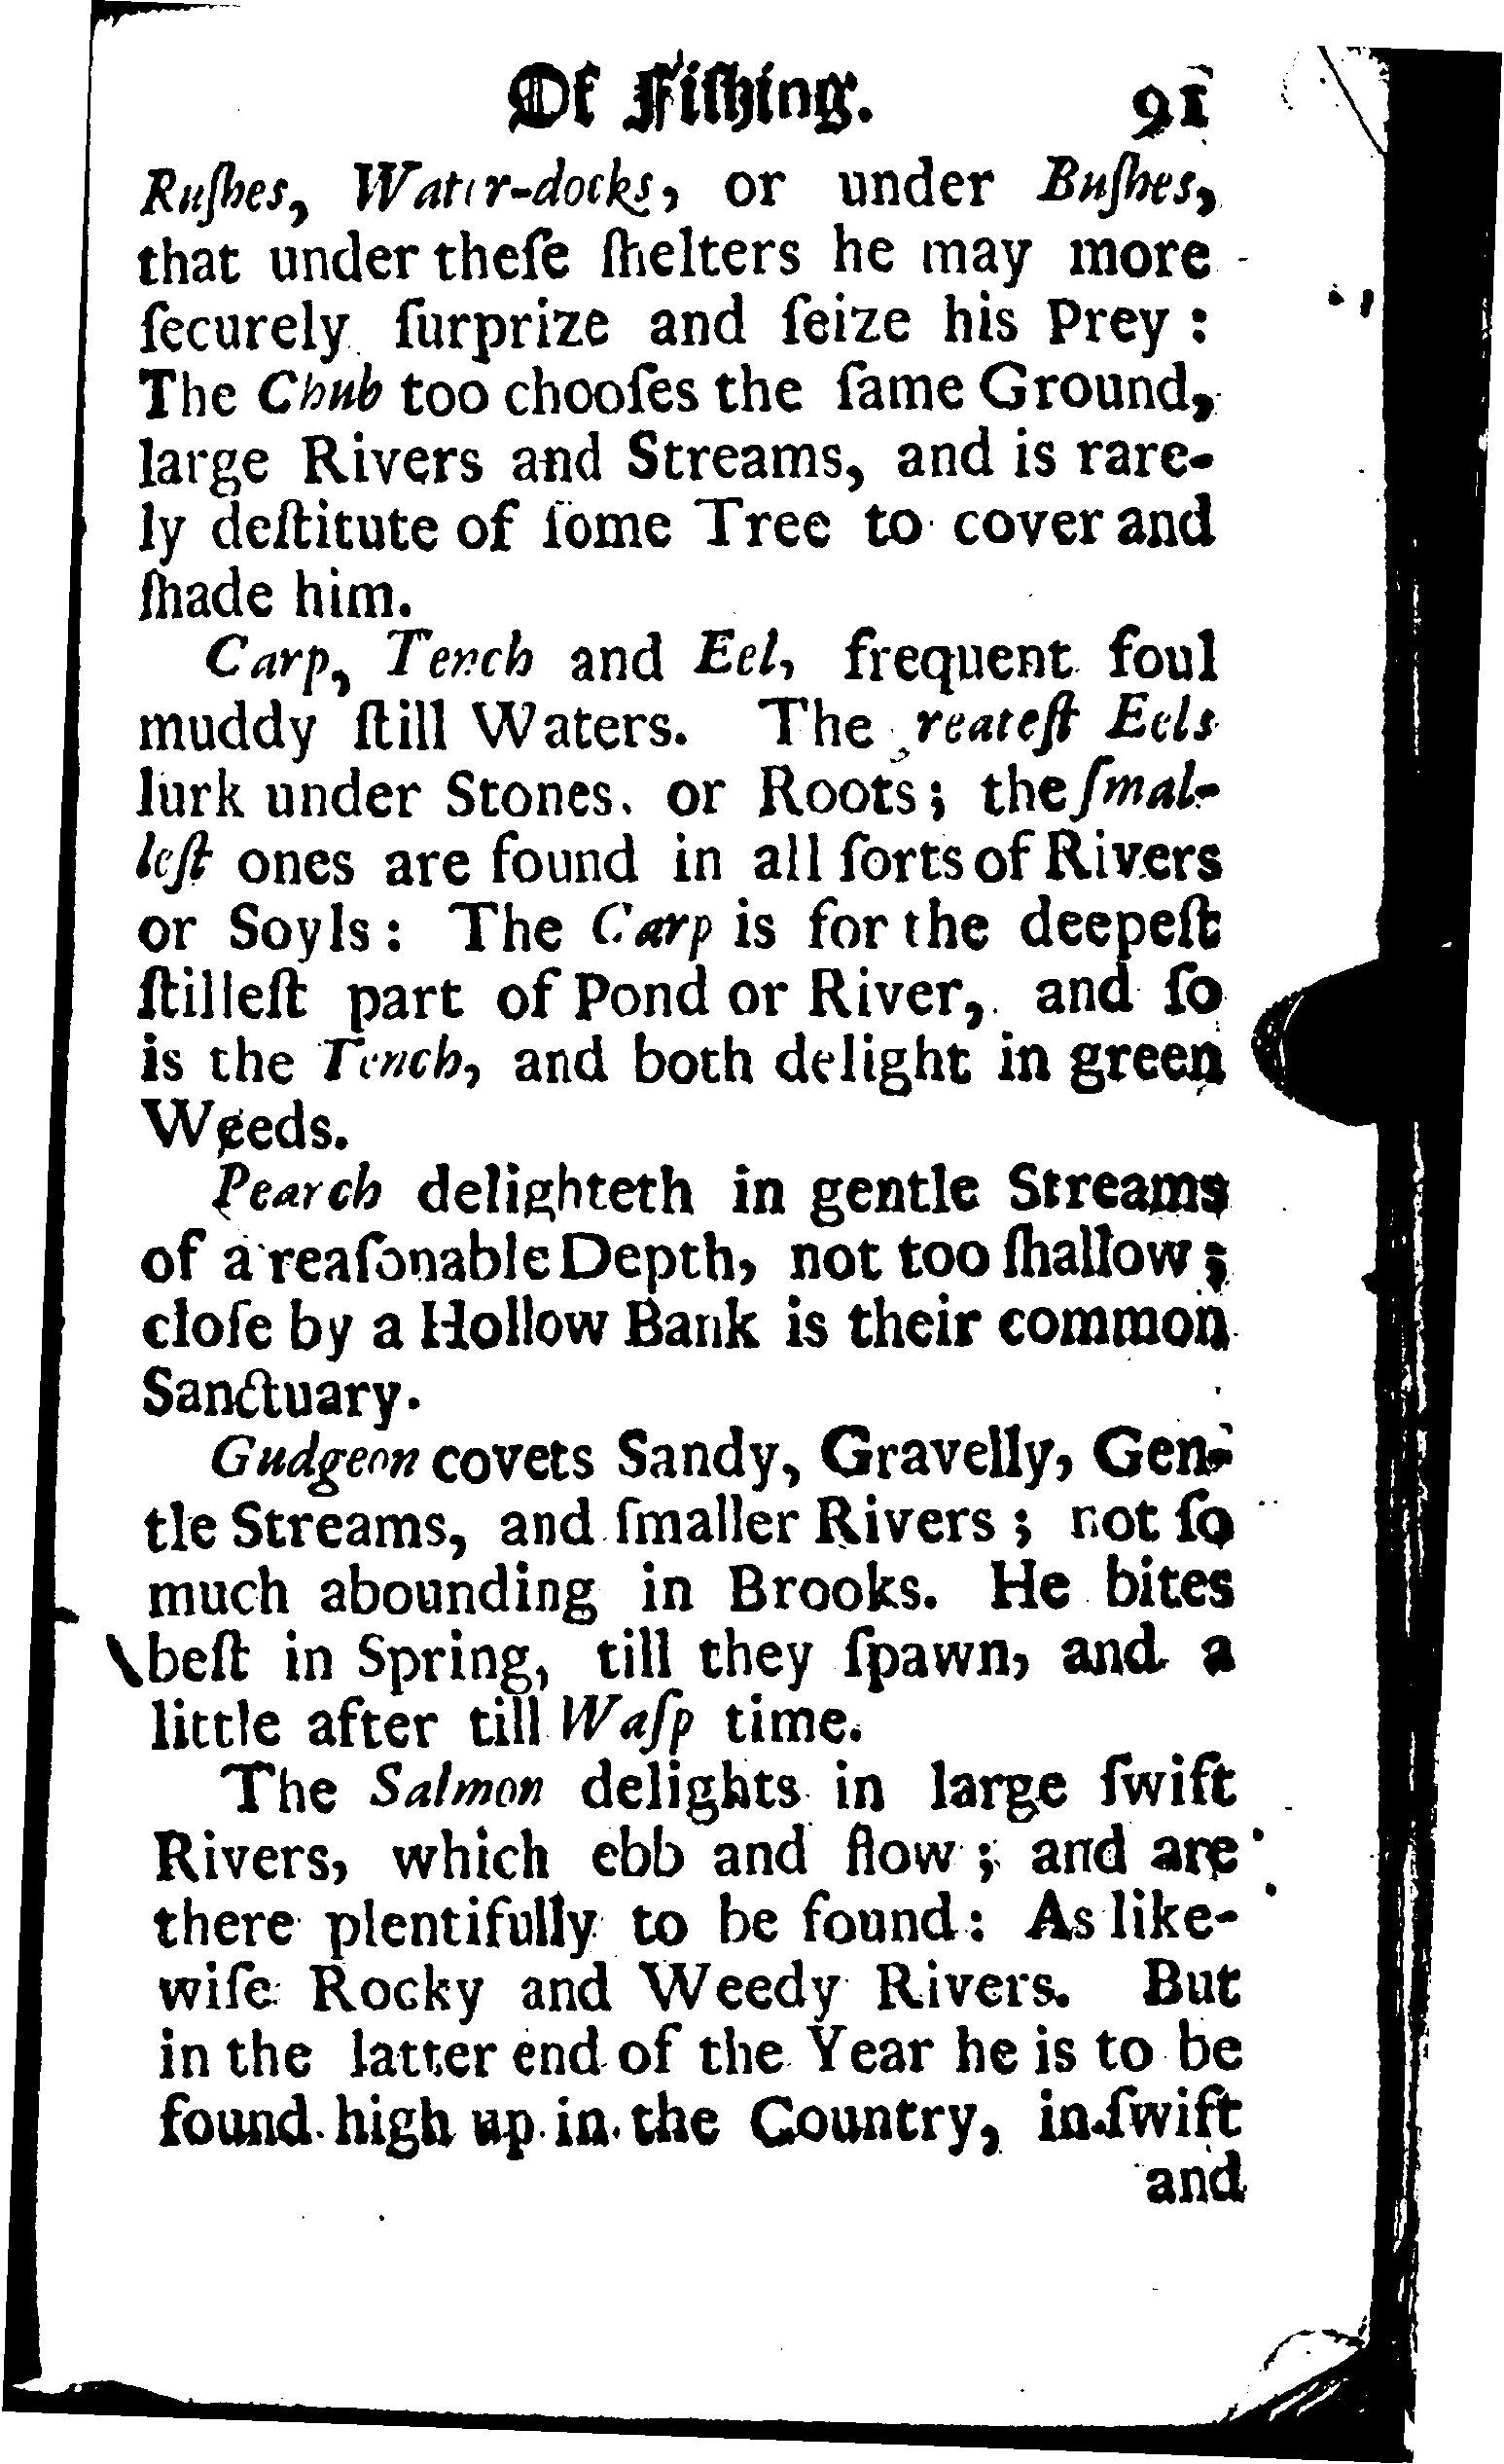 Of Fiſhing. 91
Ruſhes, Water-docks, or under Buſhes,
that under theſe ſhelters he may more
ſecurely ſurprize and ſeize his Prey :
The Chub too chooſes the ſame Ground,
large Rivers and Streams, and is rare-
ly deſtitute of ſome Tree to cover and
ſhade him.
Carp, Tench and Eel, frequent foul
muddy ſtill Waters. The reateſt Eels
lurk under Stones, or Roots; the ſmal-
leſt ones are found in all ſorts of Rivers
or Soyls: The Carp is for the deepeſt
ſtilleſt part of Pond or River, and ſo
is the Tench, and both delight in green
Weeds.
Pearch delighteth in gentle Streams
of a reaſonable Depth, not too ſhallow;
cloſe by a Hollow Bank is their common
Sanctuary.
Gudgeon covets Sandy, Gravelly, Gen-
tle Streams, and ſmaller Rivers; not ſo
much abounding in Brooks. He bites
beſt in Spring, till they ſpawn, and a
little after till Waſp time.
The Salmon delights in large ſwift
Rivers, which ebb and flow; and are
there plentifully to be found: As like-
wiſe Rocky and Weedy Rivers. But
in the latter end of the Year he is to be
found high up in the Country, in ſwift
and